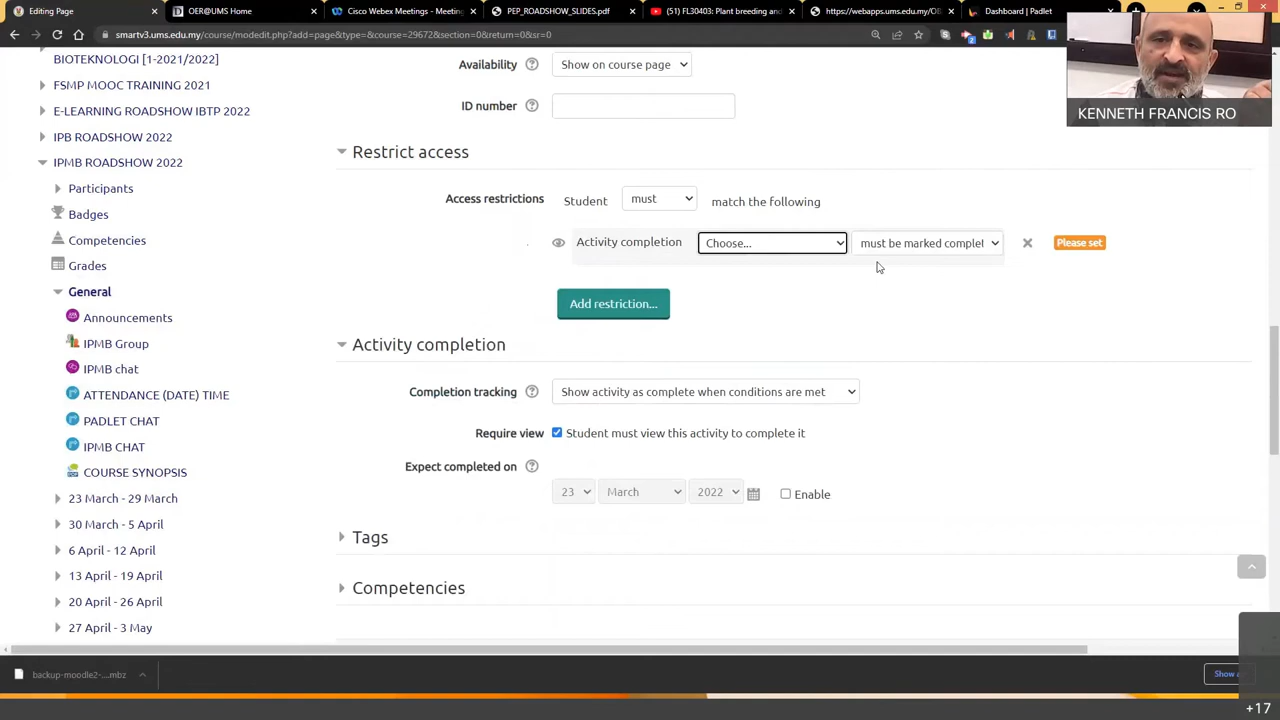 Editing Page
OER@UMS Home
Cisco Webex Meetings - Meeting
PEP_ROADSHOW_SLIDES.pdf
(51) FL30403: Plant breeding and
https://webapps.ums.edu.my/OB
Dashboard | Padlet
smartv3.ums.edu.my/course/modedit.php?add=page&type=&course=29672&section=0&return=0&sr=0
KENNETH FRANCIS RO
BIOTEKNOLOGI [1-2021/2022]
FSMP MOOC TRAINING 2021
E-LEARNING ROADSHOW IBTP 2022
IPB ROADSHOW 2022
IPMB ROADSHOW 2022
Participants
Badges
Competencies
Grades
General
Announcements
IPMB Group
IPMB chat
ATTENDANCE (DATE) TIME
PADLET CHAT
IPMB CHAT
COURSE SYNOPSIS
23 March - 29 March
30 March - 5 April
6 April - 12 April
13 April - 19 April
20 April - 26 April
27 April - 3 May
Availability Show on course page
ID number
Restrict access
Access restrictions Student must match the following
Activity completion Choose... must be marked complet Please set
Add restriction...
Activity completion
Completion tracking Show activity as complete when conditions are met
Require view Student must view this activity to complete it
Expect completed on
23 March 2022 Enable
Tags
Competencies
backup-moodle2-....mbz
Show a
+17